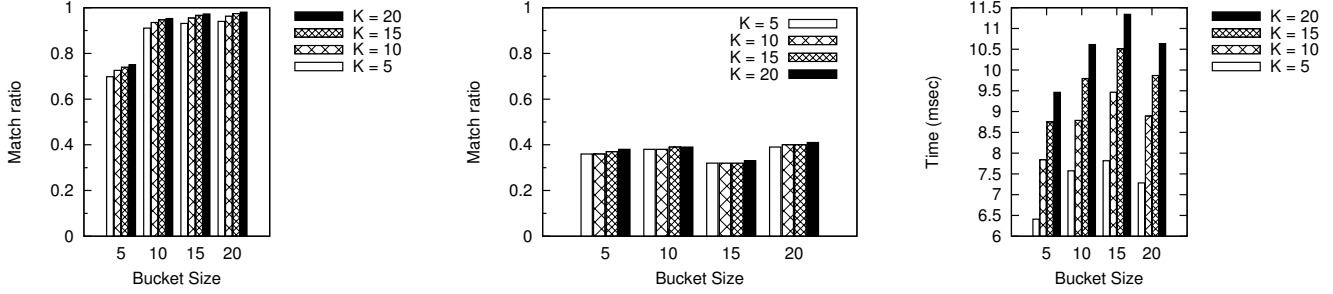 1
0.8
0.6
0.4
0.2
0
Match ratio
5 10 15 20
Bucket Size
K = 20
K = 15
K = 10
K = 5
1
0.8
0.6
0.4
0.2
0
Match ratio
5 10 15 20
Bucket Size
K = 5
K = 10
K = 15
K = 20
11.5
11
10.5
10
9.5
9
8.5
8
7.5
7
6.5
6
Time (msec)
5 10 15 20
Bucket Size
K = 20
K = 15
K = 10
K = 5